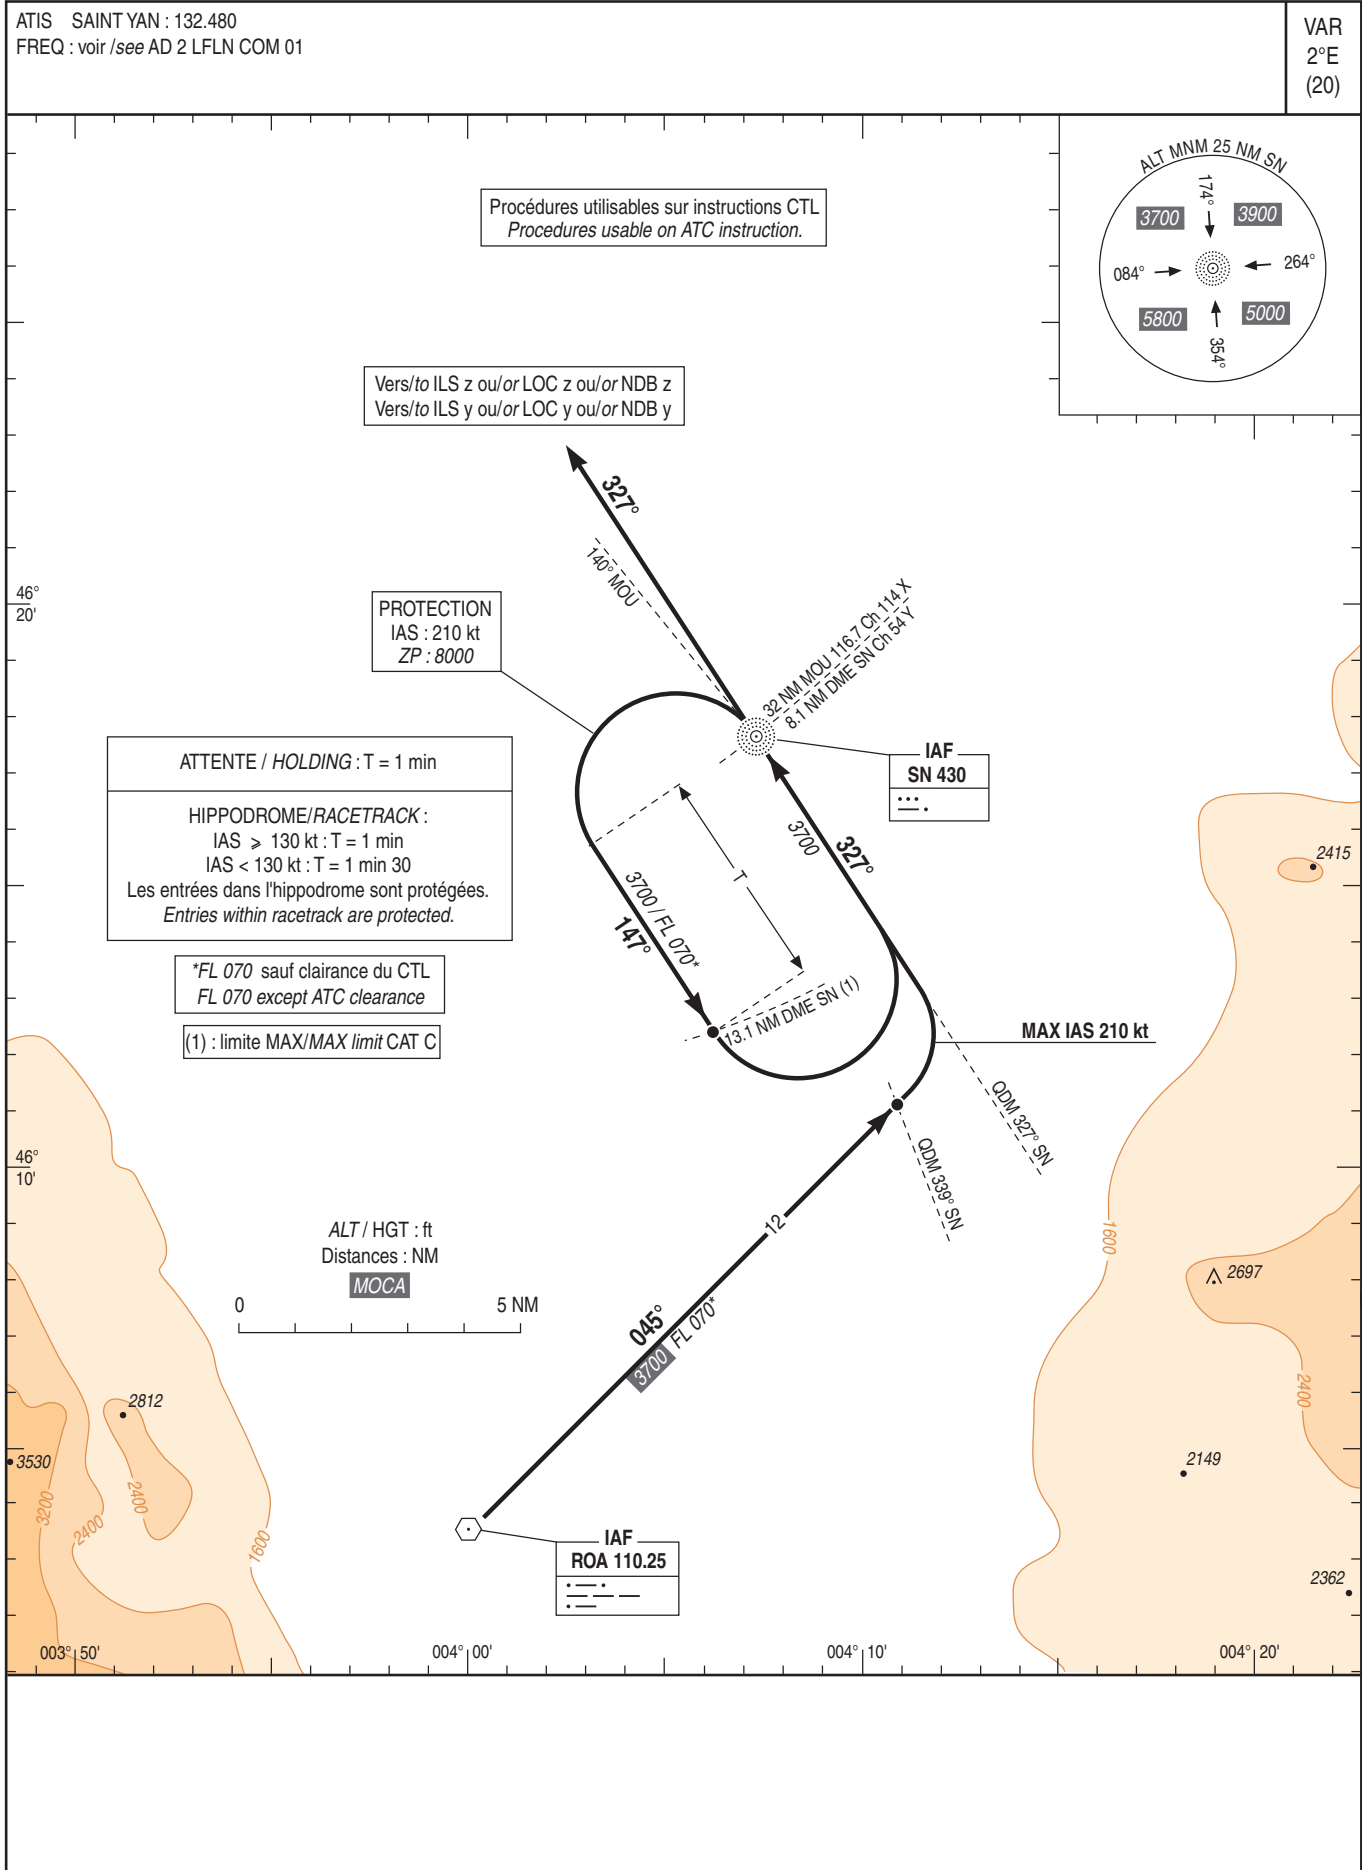 ATIS SAINT YAN : 132.480
FREQ : voir /see AD 2 LFLN COM 01
VAR
2°E
(20)
ALT MNM 25 NM SN
174°
3700
3900
084°
264°
5800
5000
354°
Procédures utilisables sur instructions CTL
Procedures usable on ATC instruction.
Vers/to ILS z ou/or LOC z ou/or NDB z
Vers/to ILS y ou/or LOC y ou/or NDB y
327°
140° MOU
46°
20'
PROTECTION
IAS : 210 kt
ZP : 8000
32 NM MOU 116.7 Ch 114 X
8.1 NM DME SN Ch 54 Y
IAF
SN 430
ATTENTE / HOLDING : T = 1 min
HIPPODROME/RACETRACK :
IAS ⩾ 130 kt : T = 1 min
IAS < 130 kt : T = 1 min 30
Les entrées dans l'hippodrome sont protégées.
Entries within racetrack are protected.
3700
327°
T
3700 / FL 070*
147°
2415
*FL 070 sauf clairance du CTL
FL 070 except ATC clearance
13.1 NM DME SN (1)
(1) : limite MAX/MAX limit CAT C
MAX IAS 210 kt
QDM 327° SN
QDM 339° SN
46°
10'
12
ALT / HGT : ft
Distances : NM
MOCA
0
5 NM
045°
3700 FL 070*
1600
2697
2400
2812
3530
3200
2400
2400
1600
2149
IAF
ROA 110.25
2362
003° 50'
004° 00'
004° 10'
004° 20'